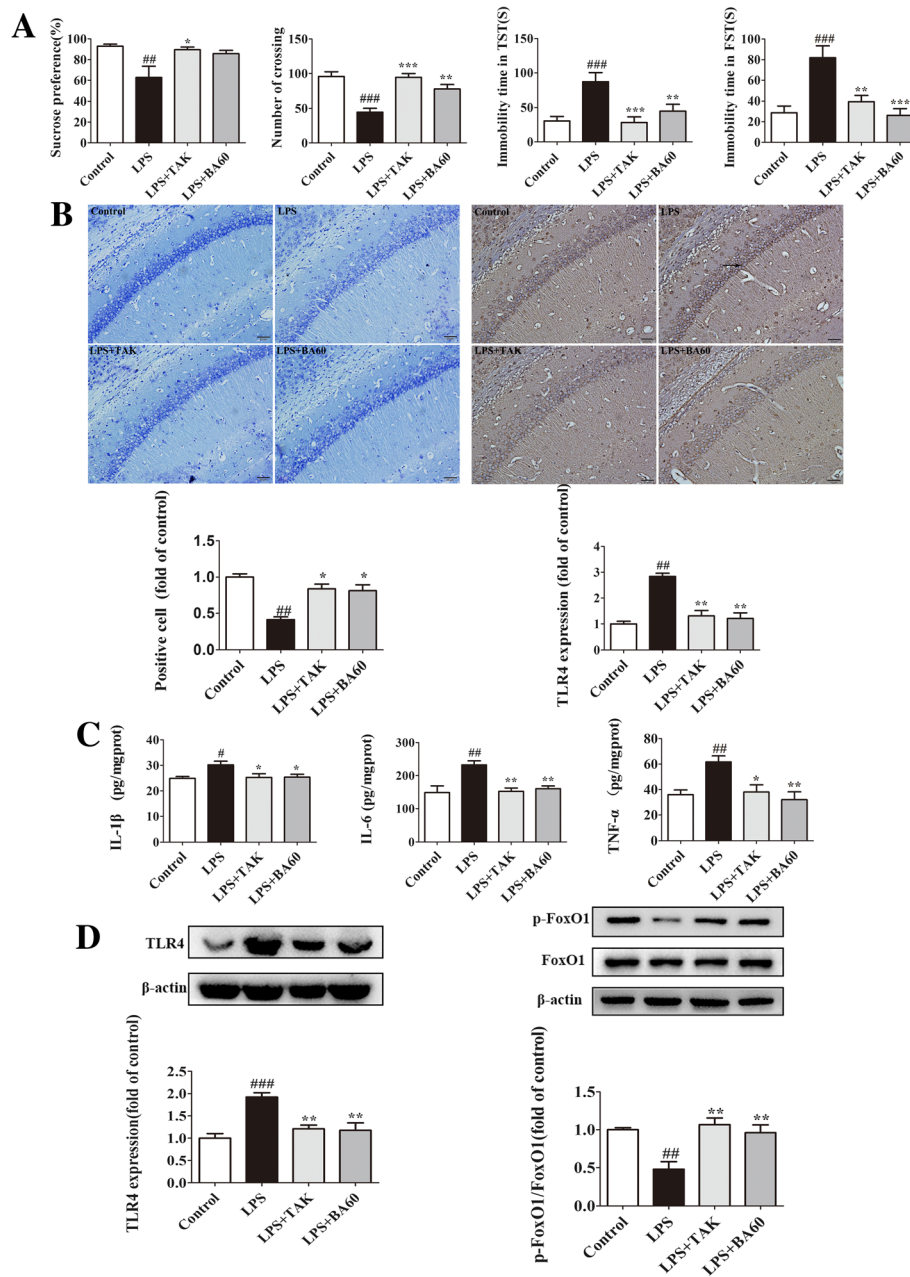 A
Sucrose preference(%)
100
80
60
40
20
0
##
*
Control
LPS
LPS+TAK
LPS+BA60
Number of crossing
150
100
50
0
###
***
**
Control
LPS
LPS+TAK
LPS+BA60
Immobility time in TST(S)
150
100
50
0
###
***
**
Control
LPS
LPS+TAK
LPS+BA60
Immobility time in FST(S)
100
80
60
40
20
0
###
**
***
Control
LPS
LPS+TAK
LPS+BA60
B
Control
LPS
LPS+TAK
LPS+BA60
Control
LPS
LPS+TAK
LPS+BA60
Positive cell (fold of control)
1.5
1.0
0.5
0.0
##
*
*
Control
LPS
LPS+TAK
LPS+BA60
TLR4 expression (fold of control)
4
3
2
1
0
##
**
**
Control
LPS
LPS+TAK
LPS+BA60
C
IL-1β (pg/mgprot)
40
30
20
10
0
#
*
*
Control
LPS
LPS+TAK
LPS+BA60
IL-6 (pg/mgprot)
300
200
100
0
##
**
**
Control
LPS
LPS+TAK
LPS+BA60
TNF-α (pg/mgprot)
80
60
40
20
0
##
*
**
Control
LPS
LPS+TAK
LPS+BA60
D
TLR4
β-actin
p-FoxO1
FoxO1
β-actin
TLR4 expression(fold of control)
2.5
2.0
1.5
1.0
0.5
0.0
###
**
**
Control
LPS
LPS+TAK
LPS+BA60
p-FoxO1/FoxO1(fold of control)
1.5
1.0
0.5
0.0
##
**
**
Control
LPS
LPS+TAK
LPS+BA60